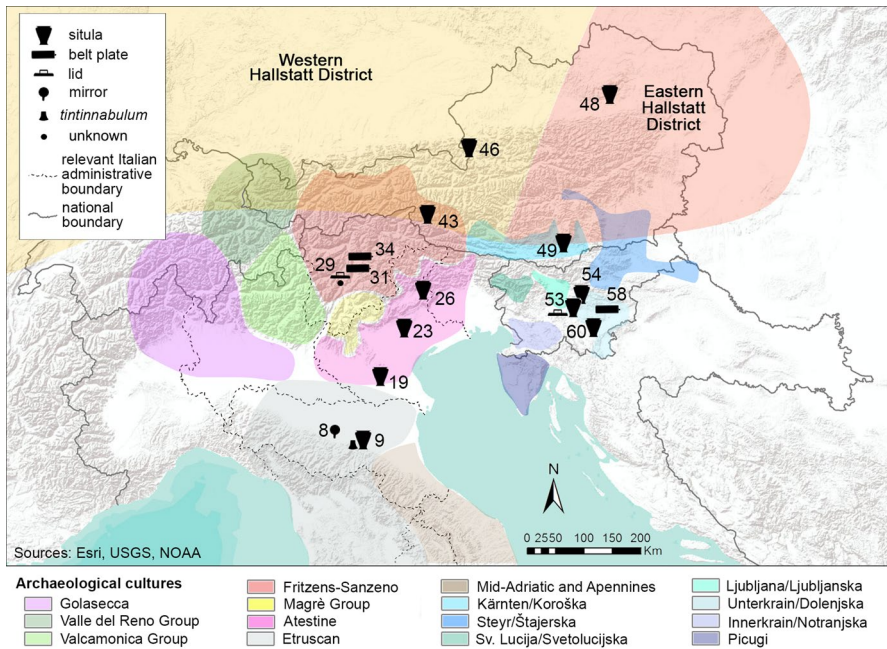 situla
belt plate
lid
mirror
tintinnabulum
unknown
relevant Italian
administrative
boundary
national
boundary
Western
Hallstatt District
Eastern
Hallstatt
District
48
46
43
49
34
29
31
26
54
53
58
60
23
19
8
9
N
0 2550 100 150 200
Km
Sources: Esri, USGS, NOAA
Archaeological cultures
Golasecca
Valle del Reno Group
Valcamonica Group
Fritzens-Sanzeno
Magrè Group
Atestine
Etruscan
Mid-Adriatic and Apennines
Kärnten/Koroška
Steyr/Štajerska
Sv. Lucija/Svetolucijska
Ljubljana/Ljubljanska
Unterkrain/Dolenjska
Innerkrain/Notranjska
Picugi